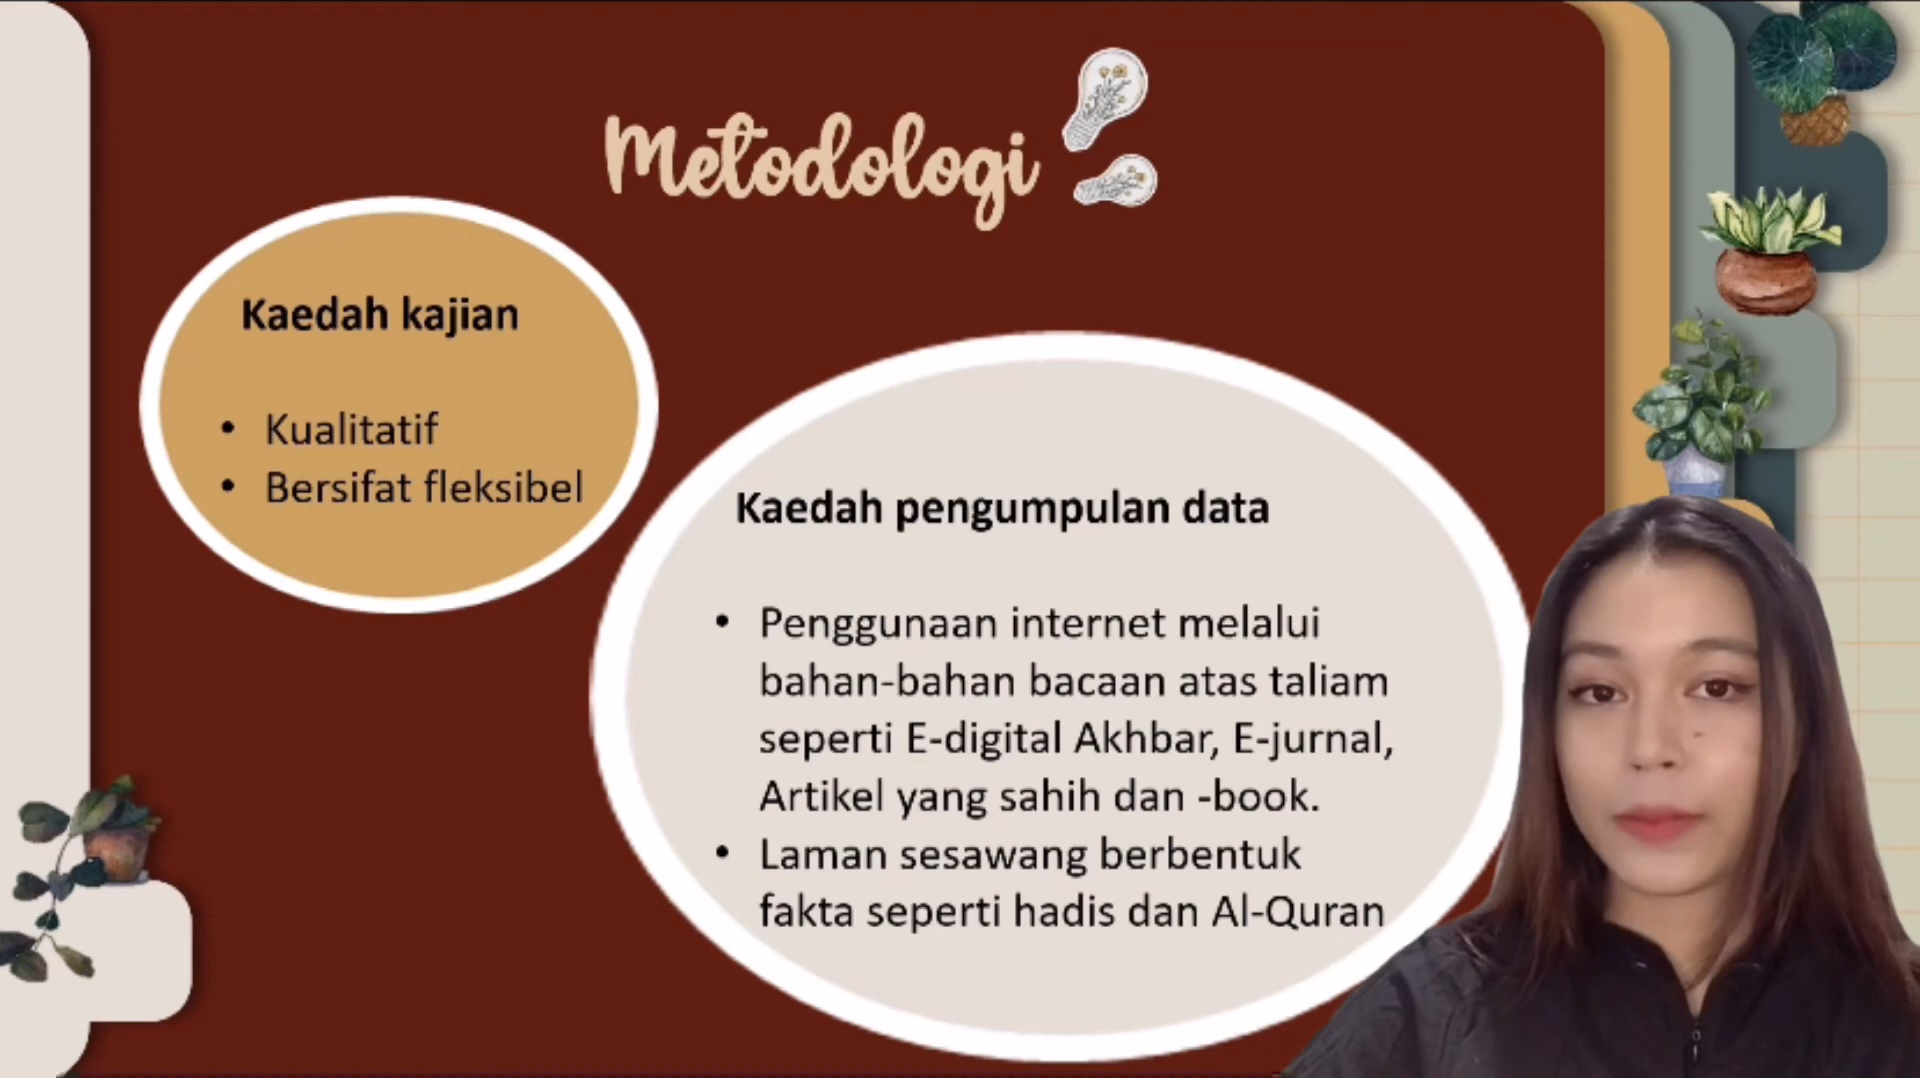 Metodologi
Kaedah kajian
• Kualitatif
• Bersifat fleksibel
Kaedah pengumpulan data
• Penggunaan internet melalui
bahan-bahan bacaan atas taliam
seperti E-digital Akhbar, E-jurnal,
Artikel yang sahih dan -book.
• Laman sesawang berbentuk
fakta seperti hadis dan Al-Quran